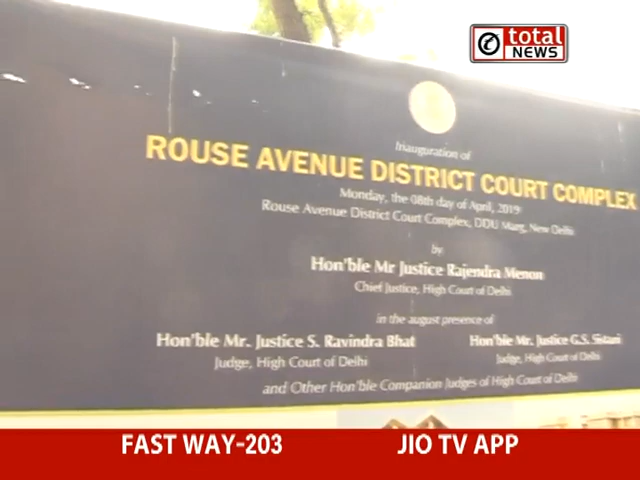 total
NEWS
Inauguration of
ROUSE AVENUE DISTRICT COURT COMPLEX
Monday, the 08th day of April, 2019
Rouse Avenue District Court Complex, DDU Marg, New Delhi
by
Hon'ble Mr Justice Rajendra Menon
Chief Justice, High Court of Delhi
in the august presence of
Hon'ble Mr. Justice S. Ravindra Bhat Hon'ble Mr. Justice G.S. Sistani
Judge, High Court of Delhi Judge, High Court of Delhi
and Other Hon'ble Companion Judges of High Court of Delhi
FAST WAY-203 JIO TV APP